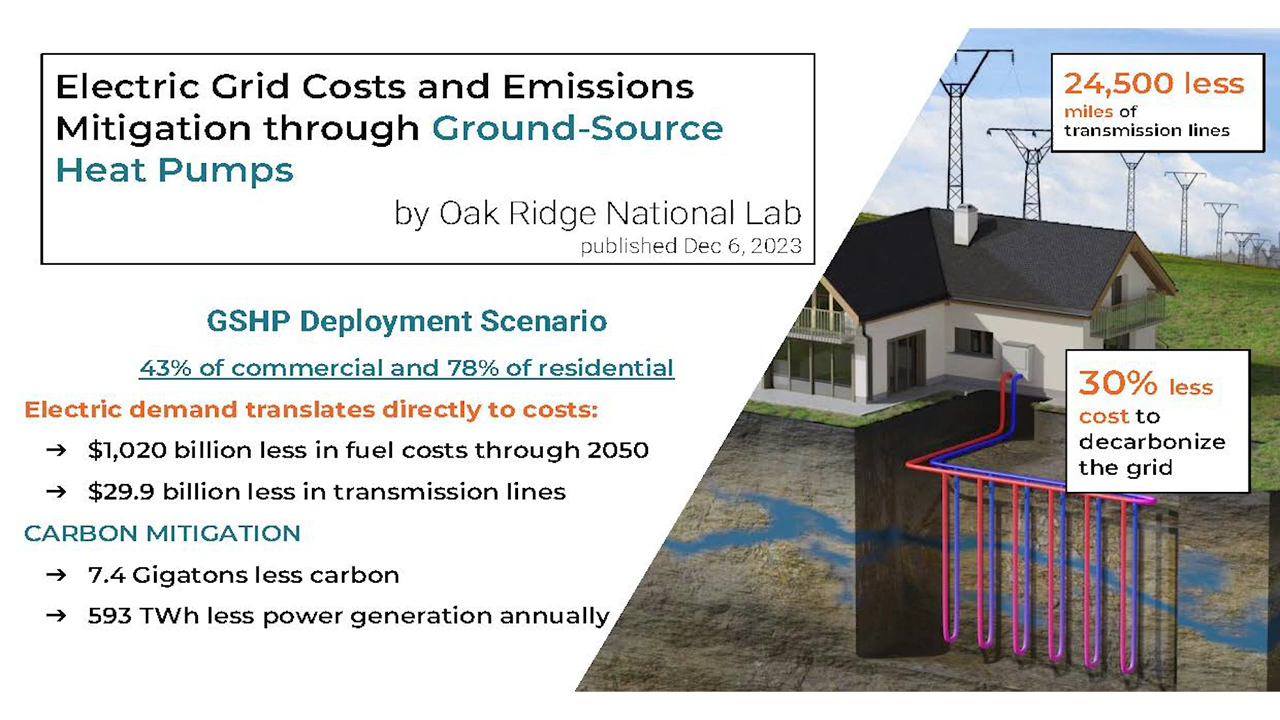 Electric Grid Costs and Emissions
Mitigation through Ground-Source
Heat Pumps
by Oak Ridge National Lab
published Dec 6, 2023
GSHP Deployment Scenario
43% of commercial and 78% of residential
Electric demand translates directly to costs:
➔ $1,020 billion less in fuel costs through 2050
➔ $29.9 billion less in transmission lines
CARBON MITIGATION
➔ 7.4 Gigatons less carbon
➔ 593 TWh less power generation annually
24,500 less
miles of
transmission lines
30% less
cost to
decarbonize
the grid